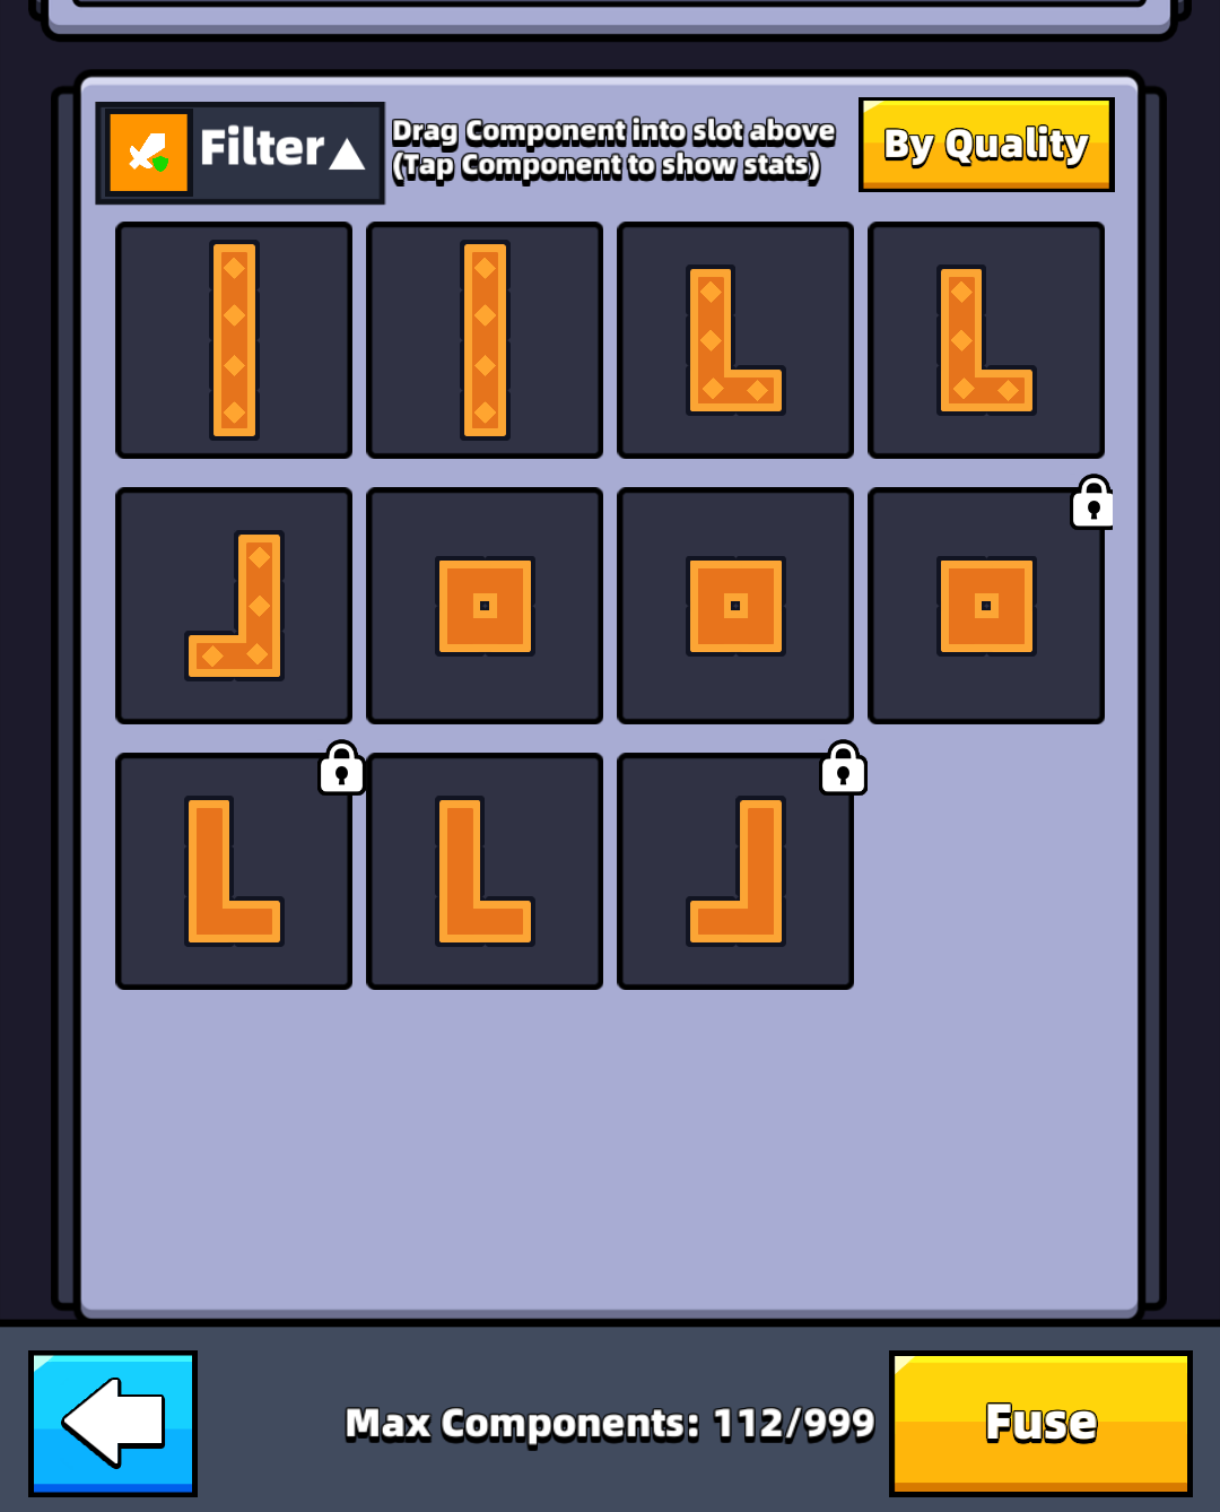 Filter
Drag Component into slot above
(Tap Component to show stats)
By Quality
Max Components: 112/999
Fuse